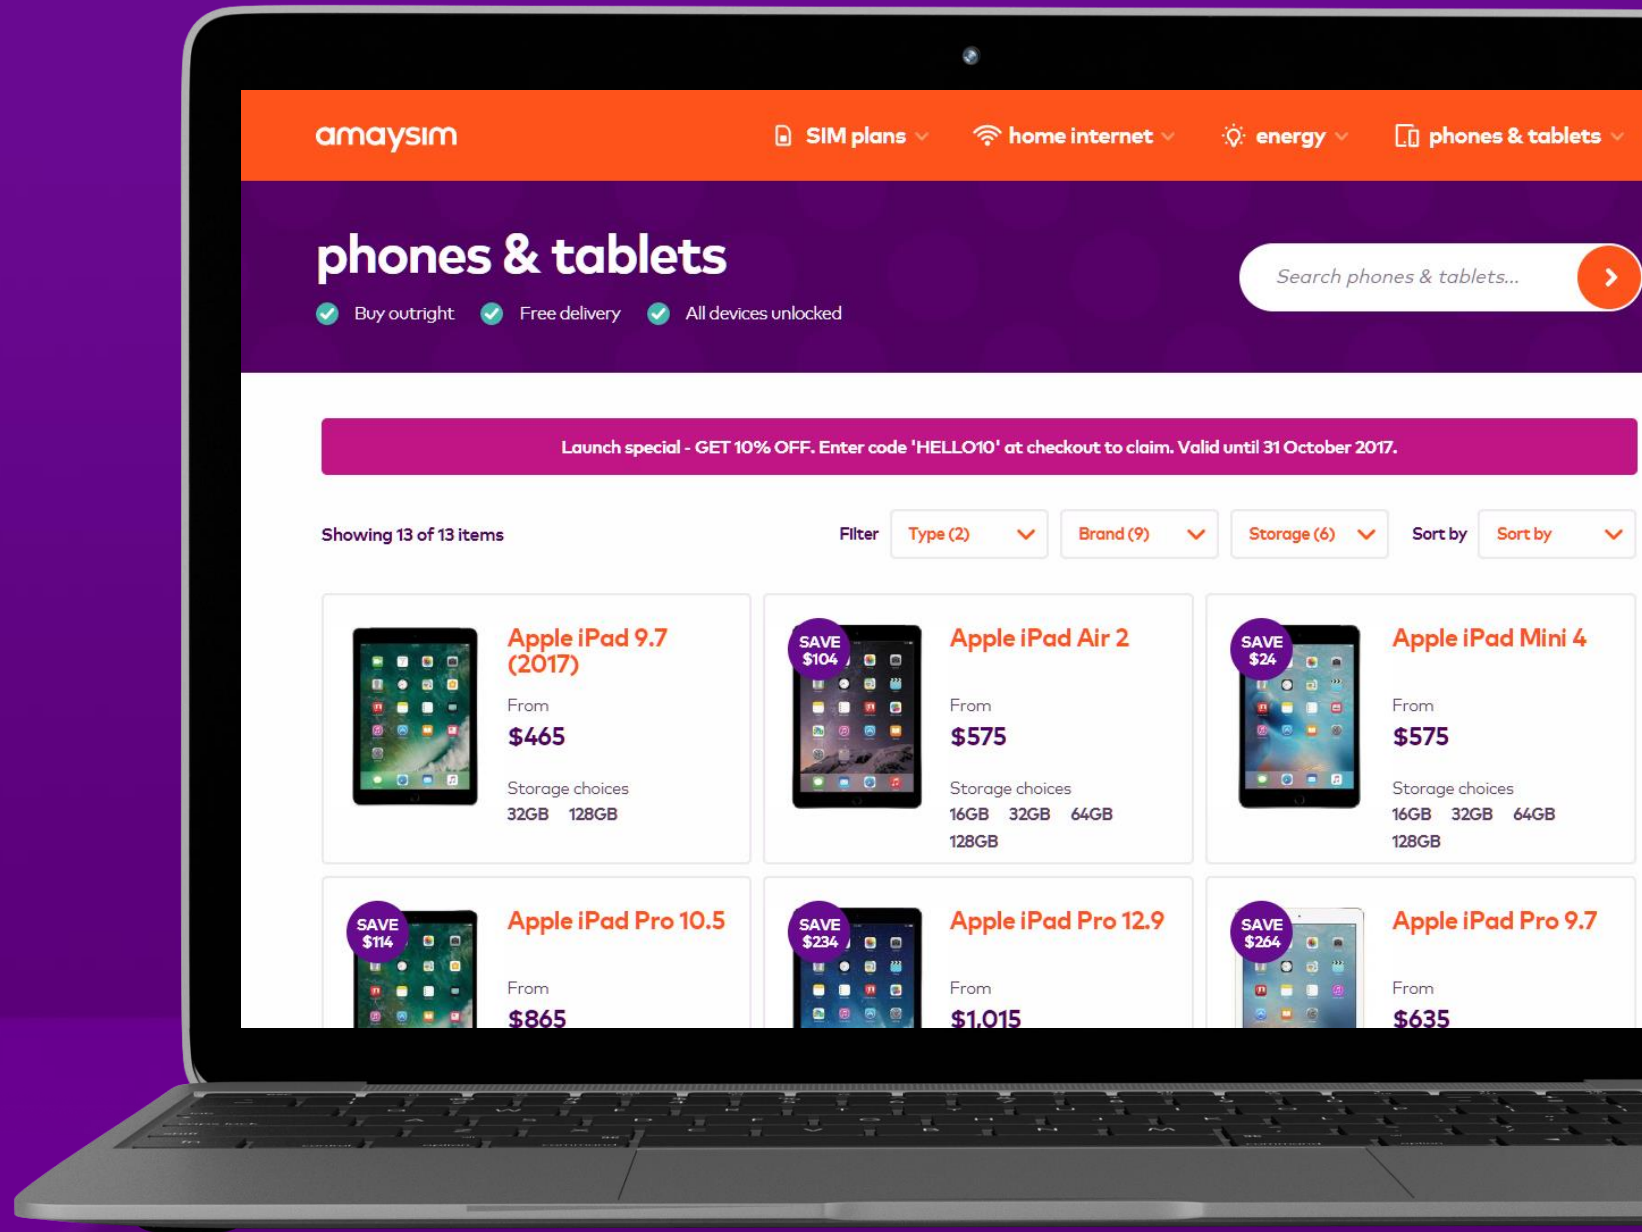 amaysim
SIM plans
home internet
energy
phones & tablets
phones & tablets
Buy outright
Free delivery
All devices unlocked
Search phones & tablets...
Launch special - GET 10% OFF. Enter code 'HELLO10' at checkout to claim. Valid until 31 October 2017.
Showing 13 of 13 items
Filter
Type (2)
Brand (9)
Storage (6)
Sort by
Sort by
Apple iPad 9.7
(2017)
From
$465
Storage choices
32GB 128GB
SAVE
$104
Apple iPad Air 2
From
$575
Storage choices
16GB 32GB 64GB
128GB
SAVE
$24
Apple iPad Mini 4
From
$575
Storage choices
16GB 32GB 64GB
128GB
SAVE
$114
Apple iPad Pro 10.5
From
$865
SAVE
$234
Apple iPad Pro 12.9
From
$1,015
SAVE
$264
Apple iPad Pro 9.7
From
$635